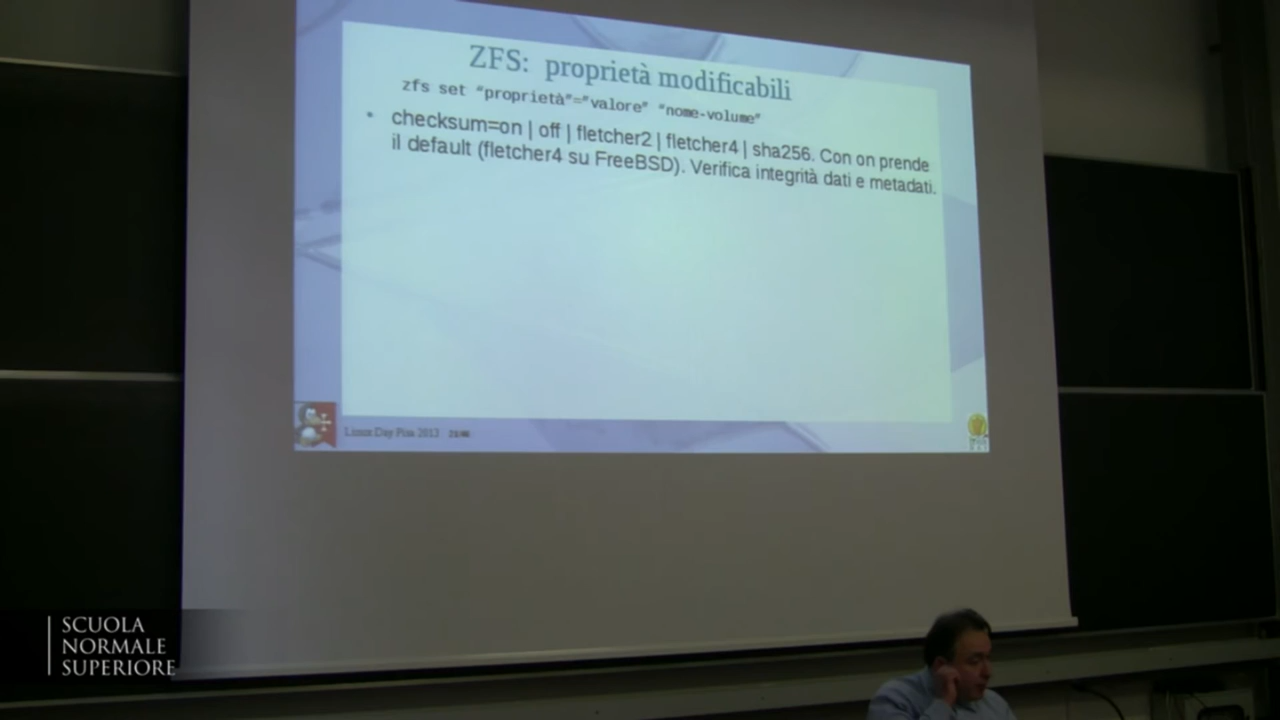 ZFS: proprietà modificabili
zfs set “proprietà”=”valore” “nome-volume”
• checksum=on | off | fletcher2 | fletcher4 | sha256. Con on prende
il default (fletcher4 su FreeBSD). Verifica integrità dati e metadati.
Linux Day Pisa 2013
SCUOLA
NORMALE
SUPERIORE